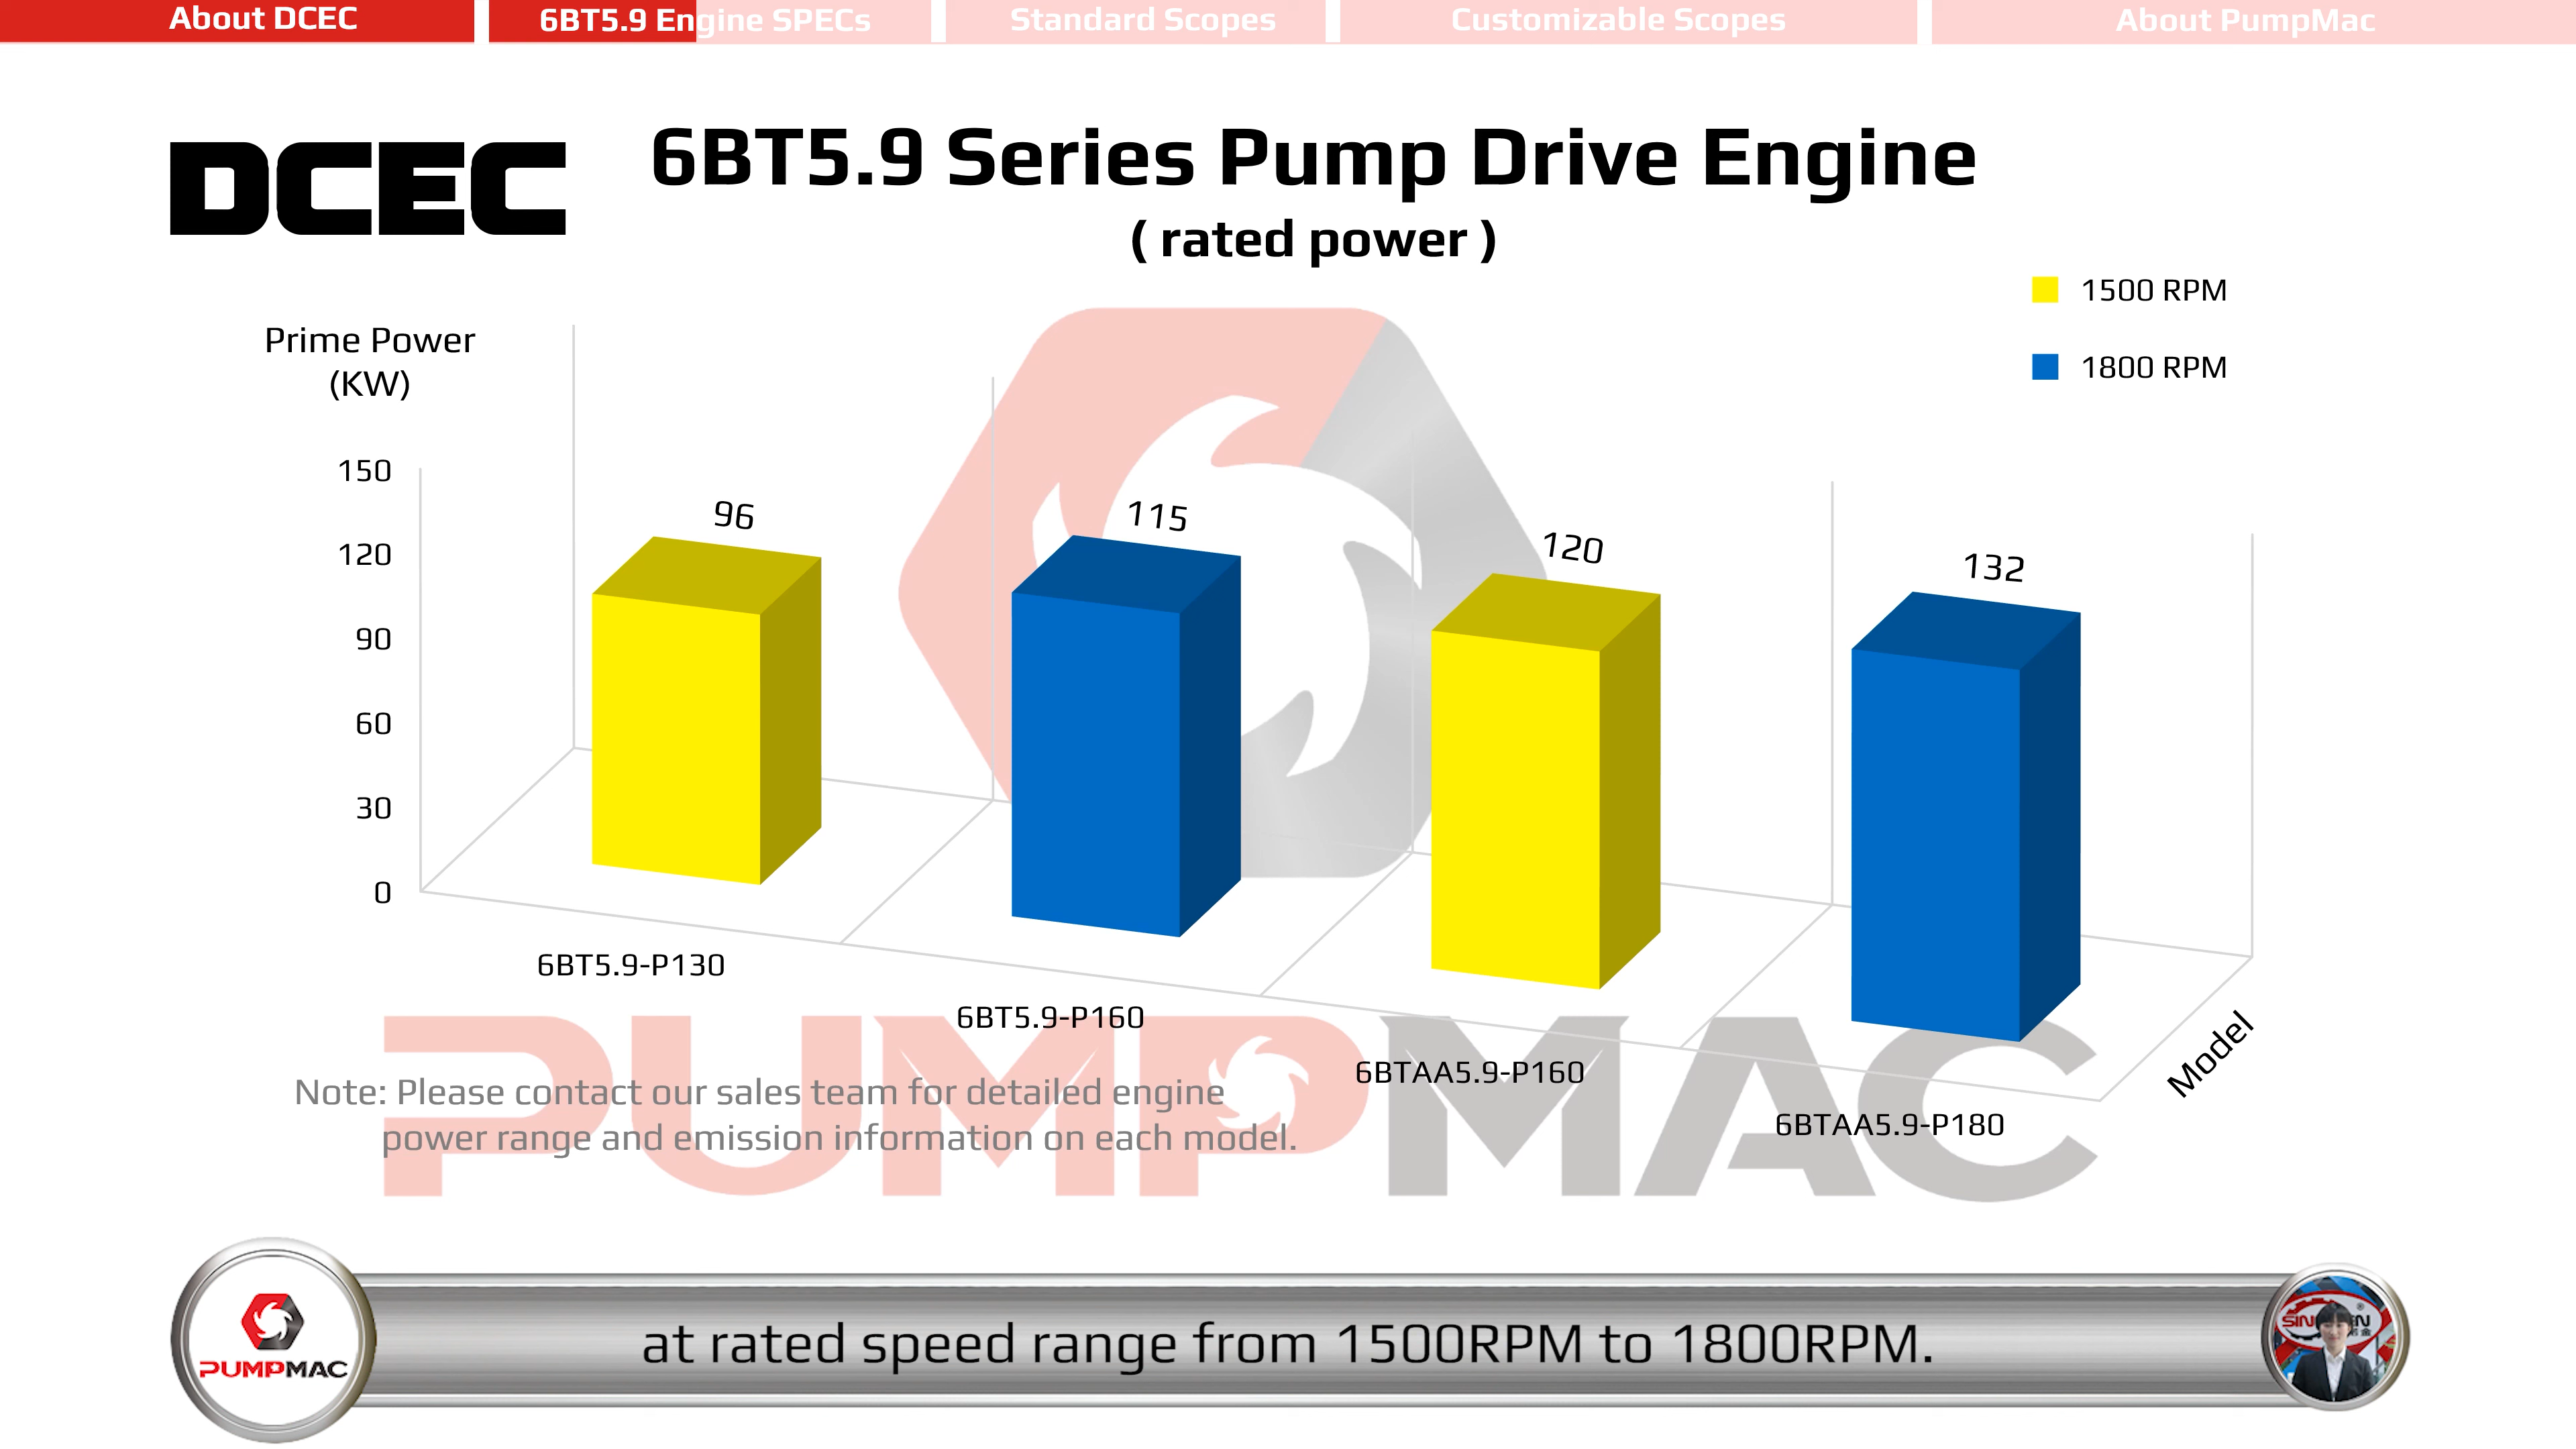 About DCEC
6BT5.9 Engine SPECs
Standard Scopes
Customizable Scopes
About PumpMac
DCEC
6BT5.9 Series Pump Drive Engine
( rated power )
1500 RPM
1800 RPM
Prime Power
(KW)
150
120
90
60
30
0
96
115
120
132
6BT5.9-P130
6BT5.9-P160
6BTAA5.9-P160
6BTAA5.9-P180
Model
PUMPMAC
Note: Please contact our sales team for detailed engine
power range and emission information on each model.
PUMPMAC
at rated speed range from 1500RPM to 1800RPM.